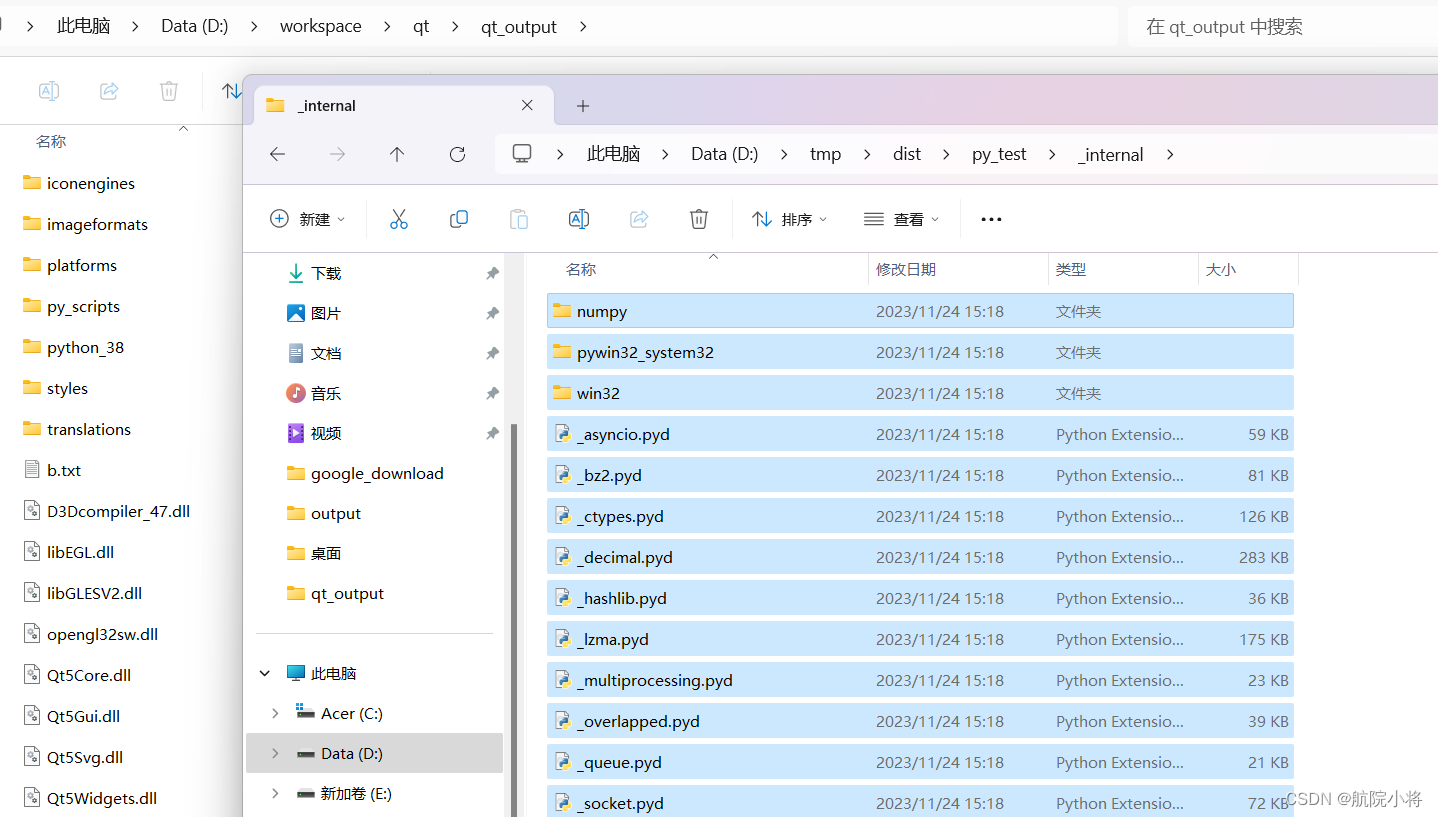 此电脑 Data (D:) workspace qt qt_output 在 qt_output 中搜索
名称
iconengines
imageformats
platforms
py_scripts
python_38
styles
translations
b.txt
D3Dcompiler_47.dll
libEGL.dll
libGLESV2.dll
opengl32sw.dll
Qt5Core.dll
Qt5Gui.dll
Qt5Svg.dll
Qt5Widgets.dll
_internal
此电脑 Data (D:) tmp dist py_test _internal
新建 排序 查看
下载
图片
文档
音乐
视频
google_download
output
桌面
qt_output
此电脑
Acer (C:)
Data (D:)
新加卷 (E:)
名称 修改日期 类型 大小
numpy 2023/11/24 15:18 文件夹
pywin32_system32 2023/11/24 15:18 文件夹
win32 2023/11/24 15:18 文件夹
_asyncio.pyd 2023/11/24 15:18 Python Extensio... 59 KB
_bz2.pyd 2023/11/24 15:18 Python Extensio... 81 KB
_ctypes.pyd 2023/11/24 15:18 Python Extensio... 126 KB
_decimal.pyd 2023/11/24 15:18 Python Extensio... 283 KB
_hashlib.pyd 2023/11/24 15:18 Python Extensio... 36 KB
_lzma.pyd 2023/11/24 15:18 Python Extensio... 175 KB
_multiprocessing.pyd 2023/11/24 15:18 Python Extensio... 23 KB
_overlapped.pyd 2023/11/24 15:18 Python Extensio... 39 KB
_queue.pyd 2023/11/24 15:18 Python Extensio... 21 KB
_socket.pyd 2023/11/24 15:18 Python Extensio... 72 KB
CSDN @航院小将